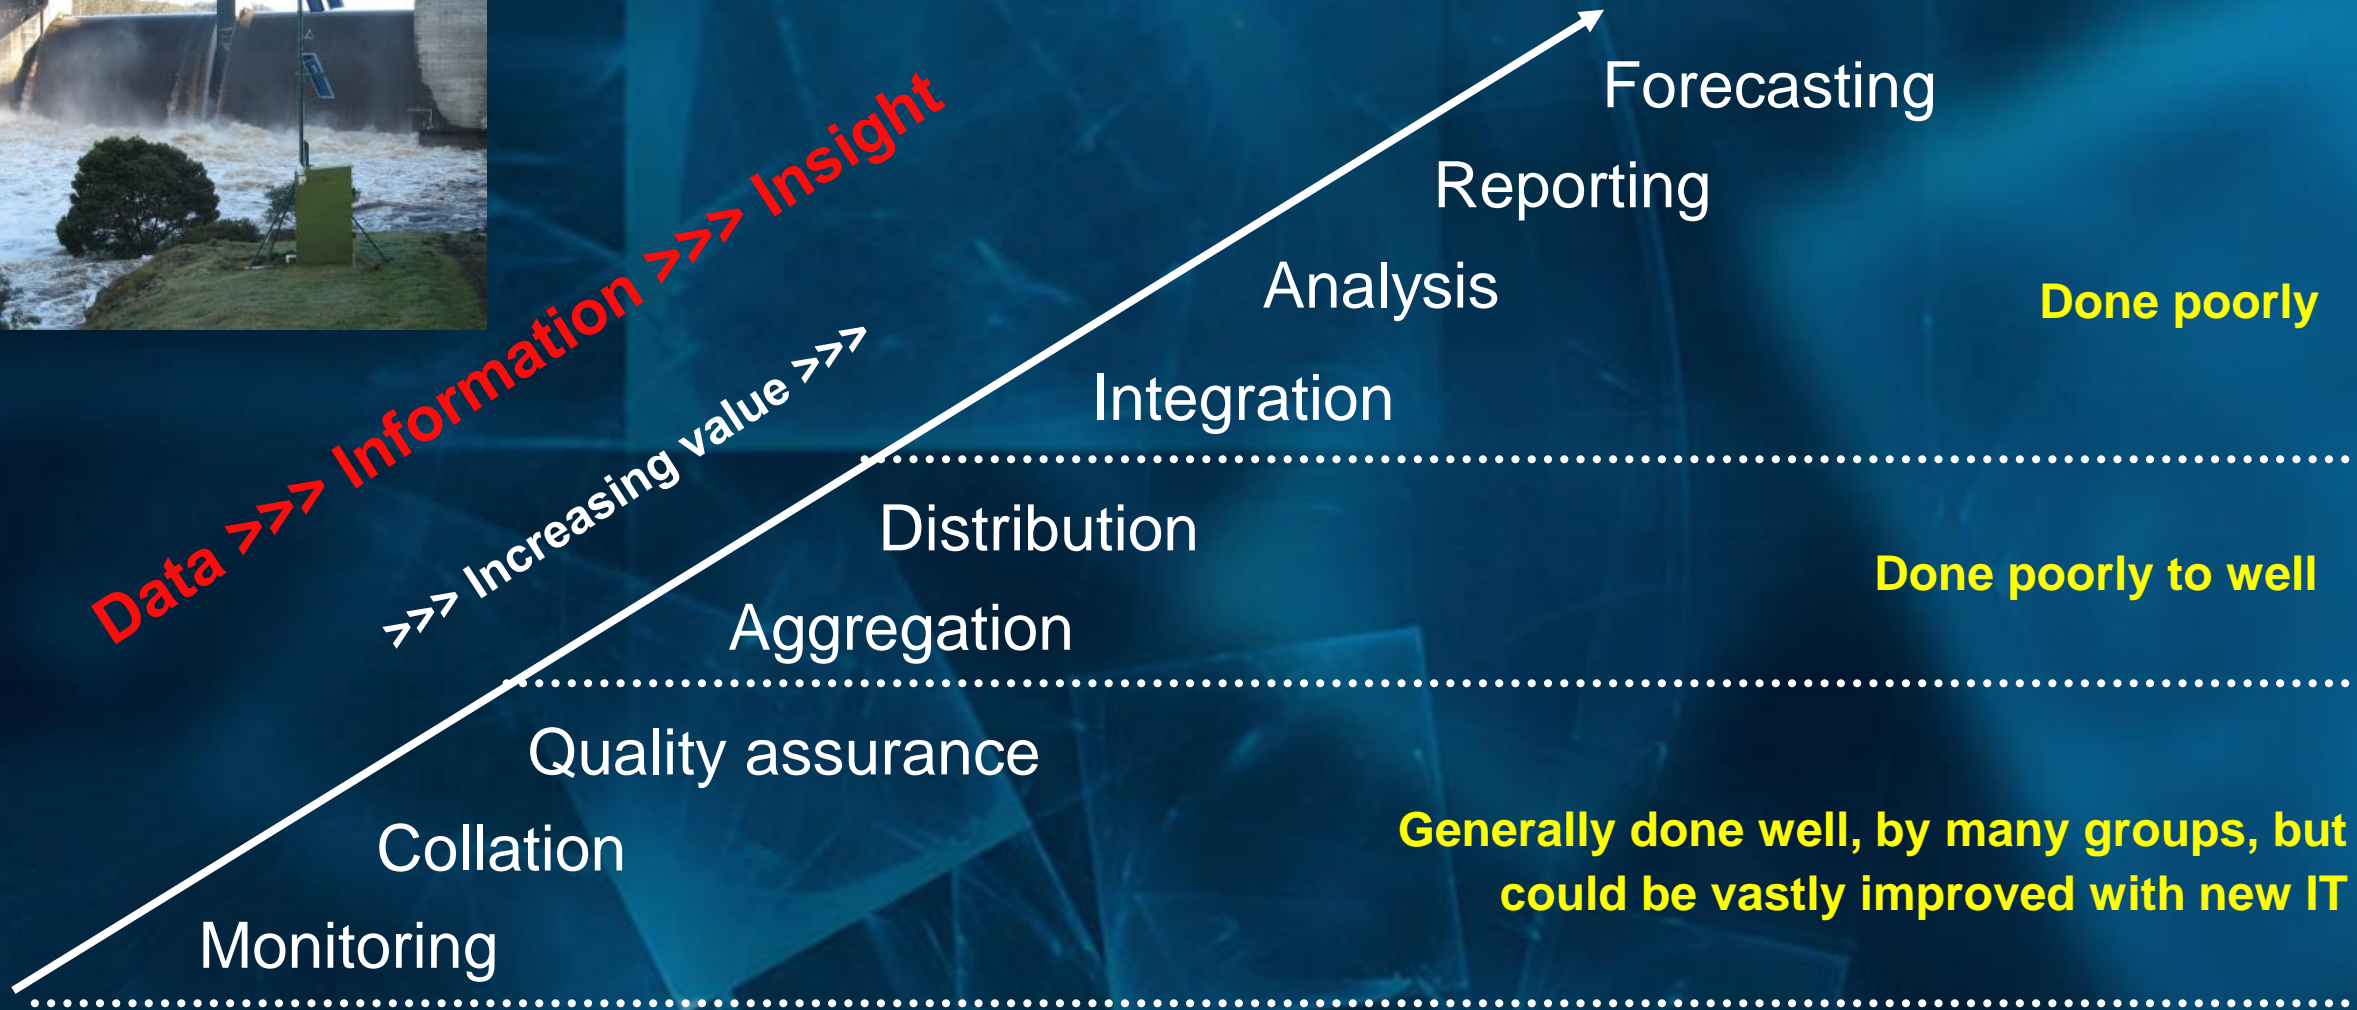 Forecasting
Reporting
Analysis
Integration
Done poorly
Data >>> Information >>> Insight
>>> Increasing value >>>
Distribution
Aggregation
Done poorly to well
Quality assurance
Collation
Monitoring
Generally done well, by many groups, but
could be vastly improved with new IT